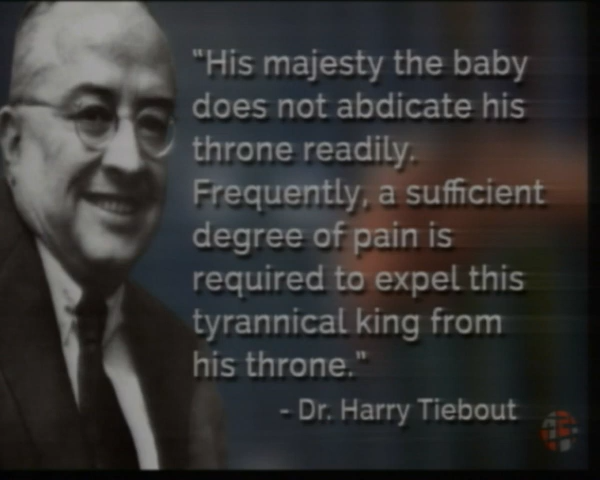 "His majesty the baby
does not abdicate his
throne readily.
Frequently, a sufficient
degree of pain is
required to expel this
tyrannical king from
his throne."
- Dr. Harry Tiebout